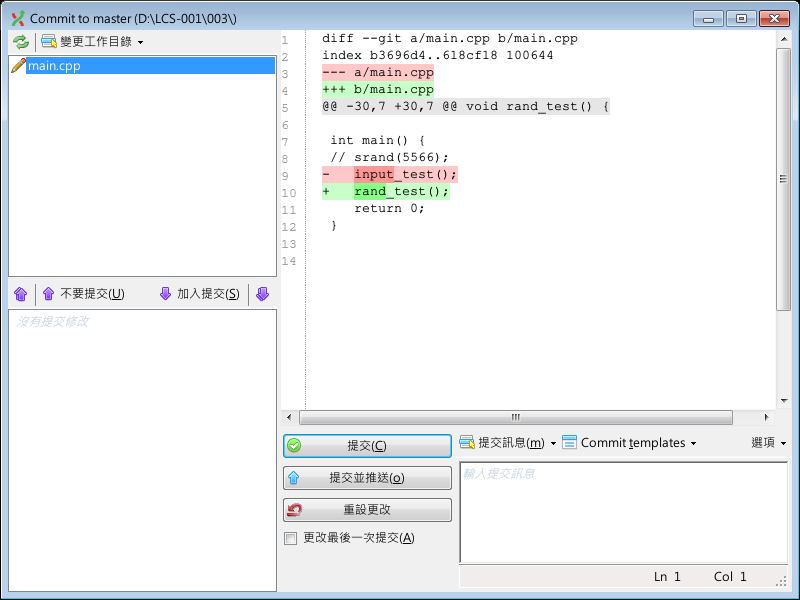 Commit to master (D:\LCS-001\003\)
變更工作目錄
main.cpp
不要提交(U)
加入提交(S)
沒有提交修改
1 diff --git a/main.cpp b/main.cpp
2 index b3696d4..618cf18 100644
3 --- a/main.cpp
4 +++ b/main.cpp
5 @@ -30,7 +30,7 @@ void rand_test() {
6
7 int main() {
8 // srand(5566);
9 - input_test();
10 + rand_test();
11 return 0;
12 }
13
14
提交(C)
提交並推送(o)
重設更改
更改最後一次提交(A)
提交訊息(m)
Commit templates
選項
輸入提交訊息
Ln 1 Col 1